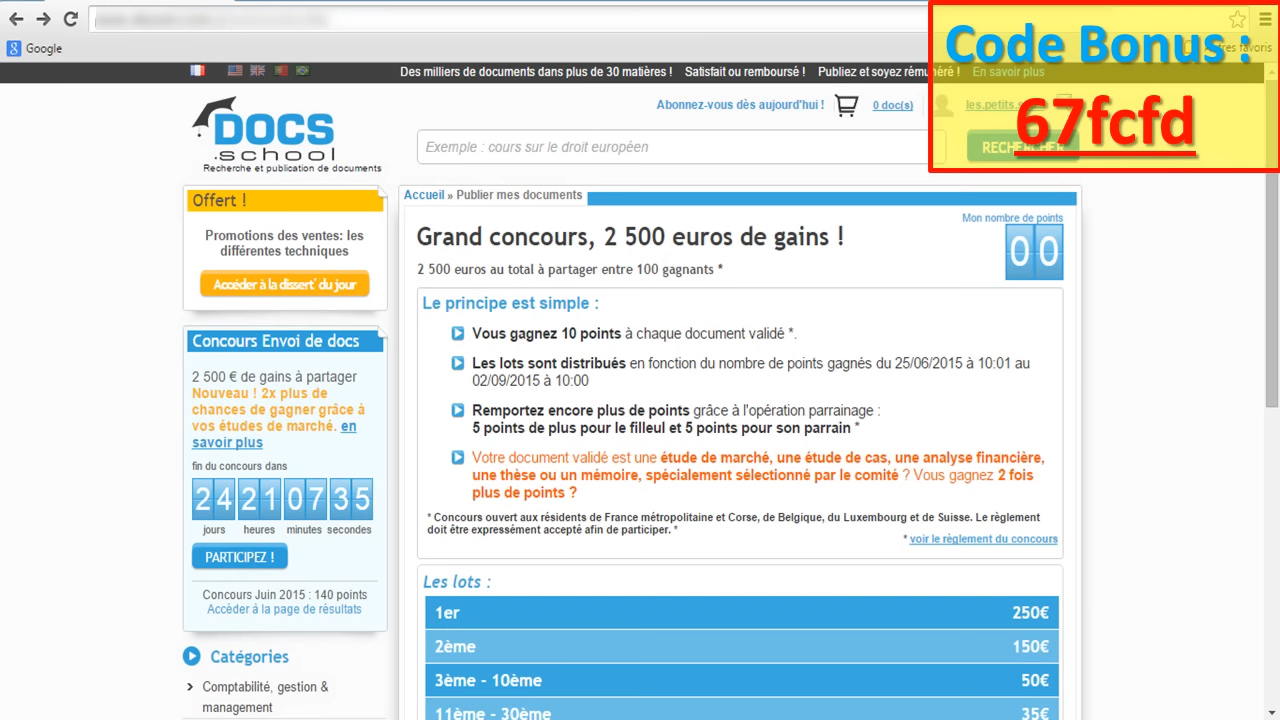 Google
Code Bonus :
67fcfd
Des milliers de documents dans plus de 30 matières ! Satisfait ou remboursé ! Publiez et soyez rémunéré ! En savoir plus
Abonnez-vous dès aujourd'hui ! 0 doc(s) les.petits.
DOCS
.school
Recherche et publication de documents
Exemple : cours sur le droit européen
RECHERCHER
Offert !
Promotions des ventes: les
différentes techniques
Accéder à la dissert' du jour
Concours Envoi de docs
2 500 € de gains à partager
Nouveau ! 2x plus de
chances de gagner grâce à
vos études de marché. en
savoir plus
fin du concours dans
24 21 07 35
jours heures minutes secondes
PARTICIPEZ !
Concours Juin 2015 : 140 points
Accéder à la page de résultats
Catégories
Comptabilité, gestion &
management
Accueil » Publier mes documents
Mon nombre de points
00
Grand concours, 2 500 euros de gains !
2 500 euros au total à partager entre 100 gagnants *
Le principe est simple :
Vous gagnez 10 points à chaque document validé *.
Les lots sont distribués en fonction du nombre de points gagnés du 25/06/2015 à 10:01 au
02/09/2015 à 10:00
Remportez encore plus de points grâce à l'opération parrainage :
5 points de plus pour le filleul et 5 points pour son parrain *
Votre document validé est une étude de marché, une étude de cas, une analyse financière,
une thèse ou un mémoire, spécialement sélectionné par le comité ? Vous gagnez 2 fois
plus de points ?
* Concours ouvert aux résidents de France métropolitaine et Corse, de Belgique, du Luxembourg et de Suisse. Le règlement
doit être expressément accepté afin de participer. *
* voir le règlement du concours
Les lots :
1er 250€
2ème 150€
3ème - 10ème 50€
11ème - 30ème 35€